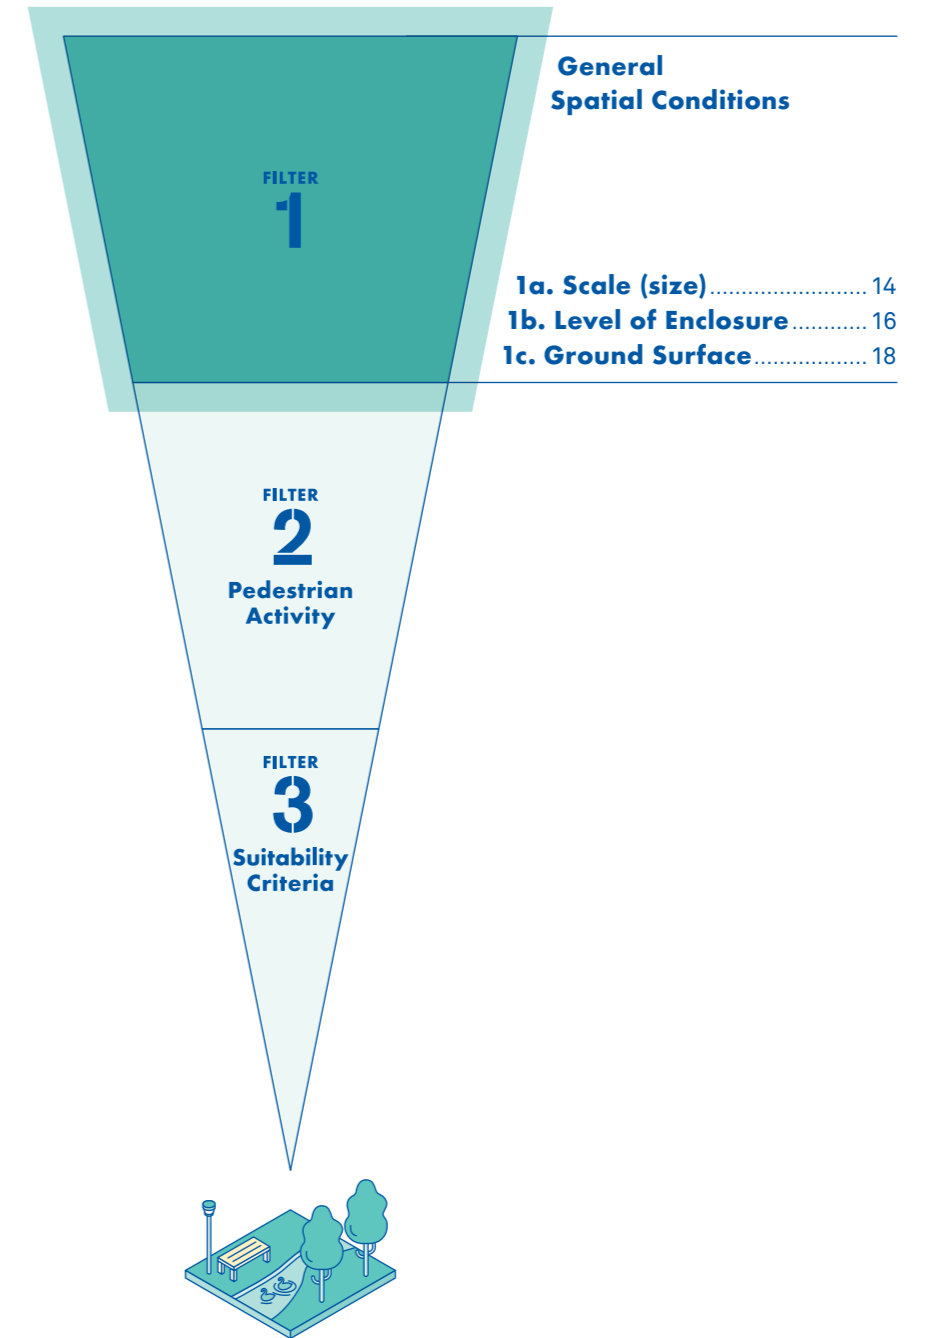 General
Spatial Conditions
FILTER
1
1a. Scale (size)........................ 14
1b. Level of Enclosure............ 16
1c. Ground Surface.................. 18
FILTER
2
Pedestrian
Activity
FILTER
3
Suitability
Criteria